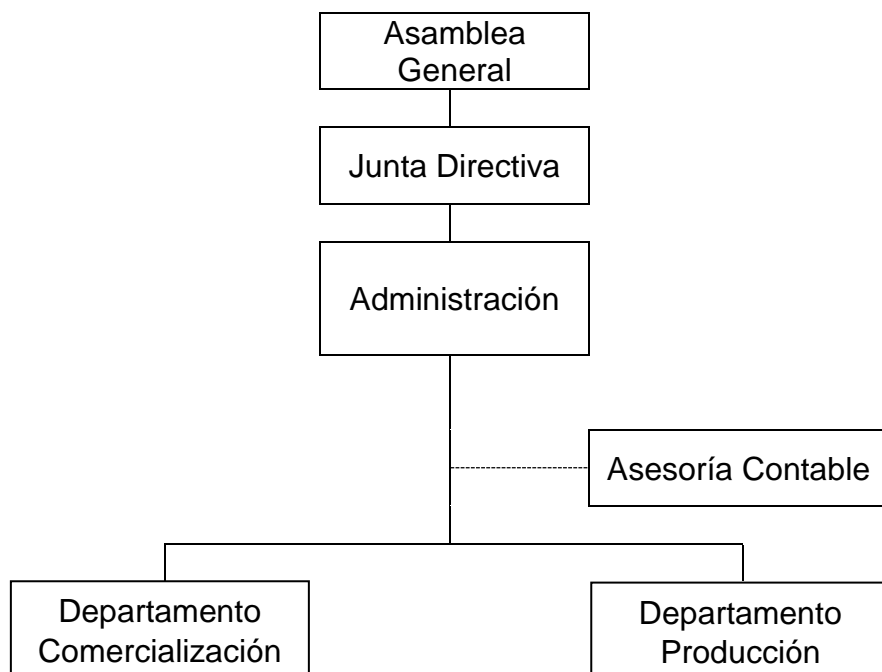 Asamblea
General
Junta Directiva
Administración
Asesoría Contable
Departamento
Comercialización
Departamento
Producción